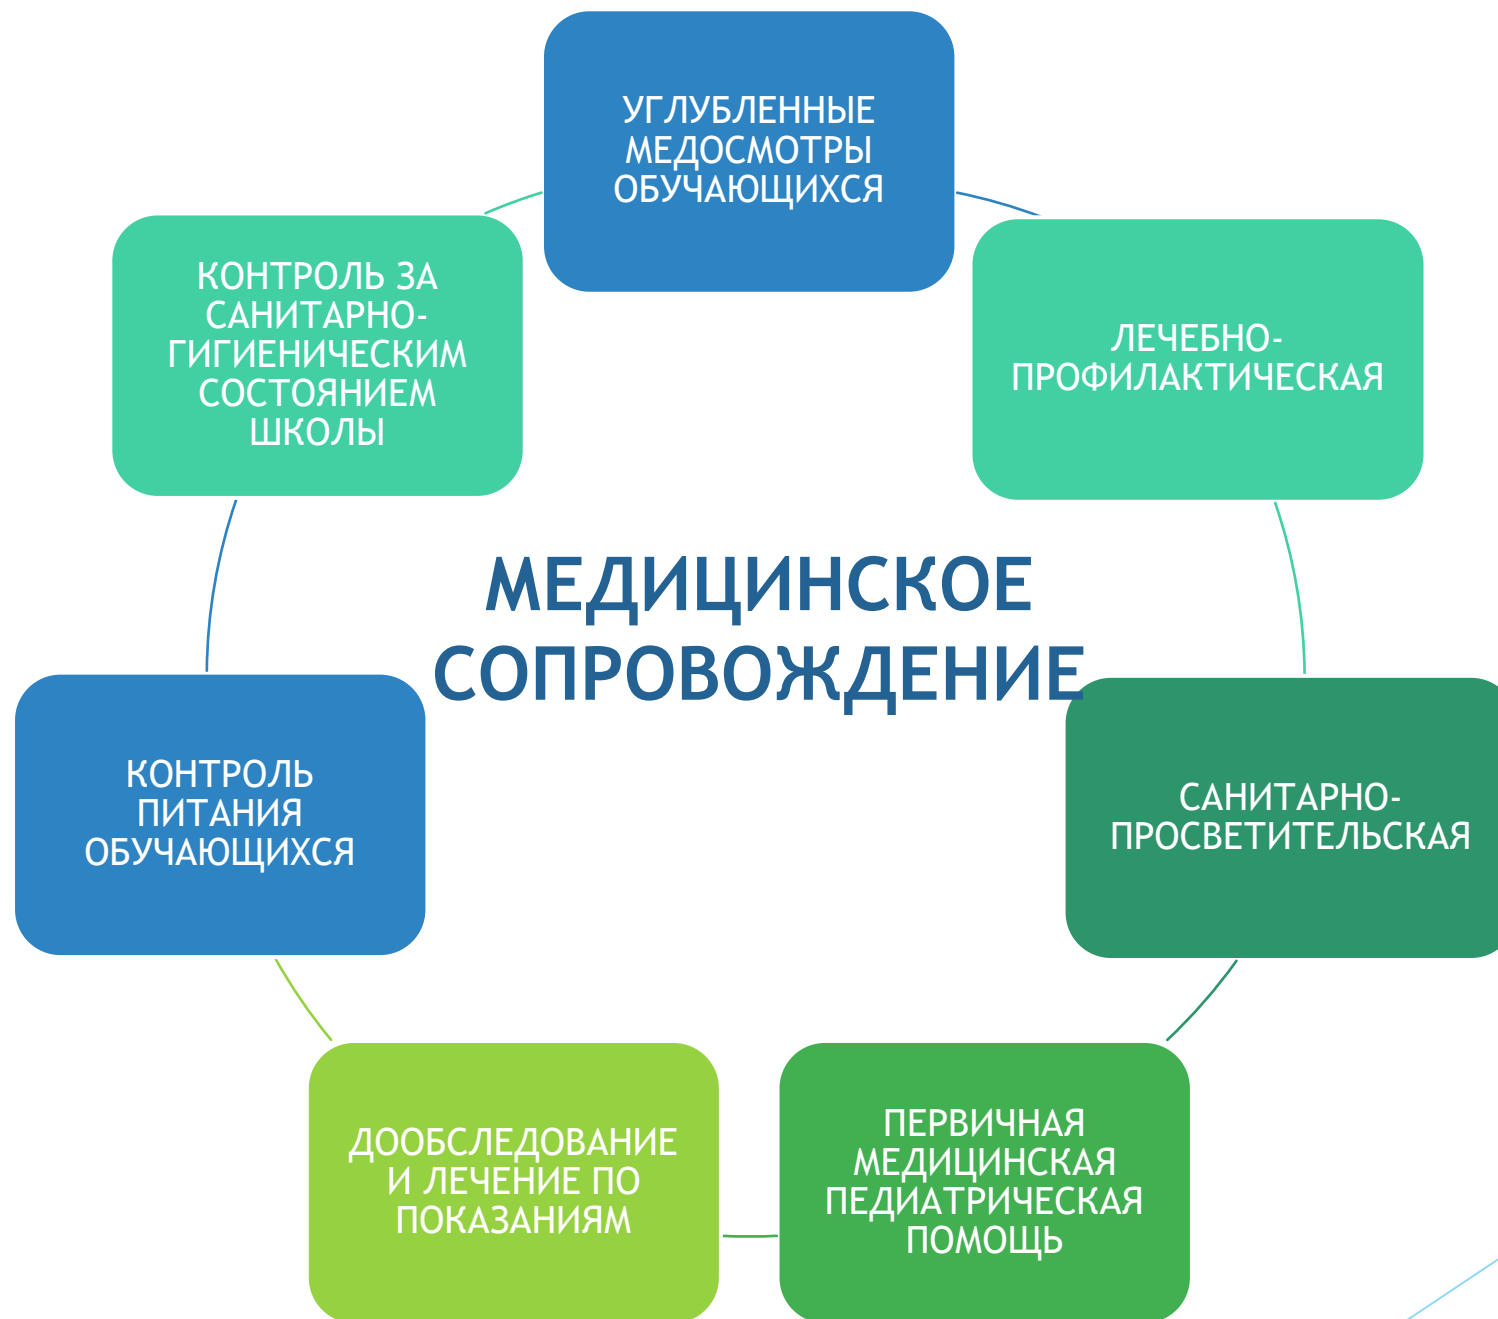 УГЛУБЛЕННЫЕ
МЕДОСМОТРЫ
ОБУЧАЮЩИХСЯ
ЛЕЧЕБНО-
ПРОФИЛАКТИЧЕСКАЯ
САНИТАРНО-
ПРОСВЕТИТЕЛЬСКАЯ
ПЕРВИЧНАЯ
МЕДИЦИНСКАЯ
ПЕДИАТРИЧЕСКАЯ
ПОМОЩЬ
ДООБСЛЕДОВАНИЕ
И ЛЕЧЕНИЕ ПО
ПОКАЗАНИЯМ
КОНТРОЛЬ
ПИТАНИЯ
ОБУЧАЮЩИХСЯ
КОНТРОЛЬ ЗА
САНИТАРНО-
ГИГИЕНИЧЕСКИМ
СОСТОЯНИЕМ
ШКОЛЫ
МЕДИЦИНСКОЕ
СОПРОВОЖДЕНИЕ